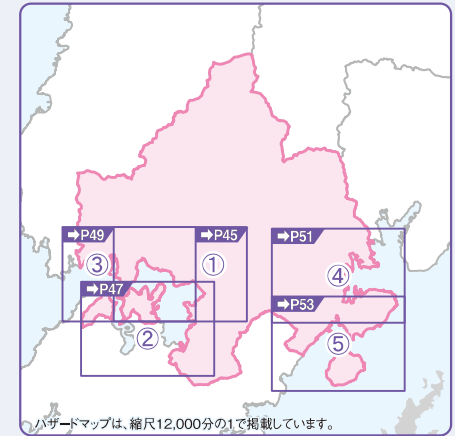 ➡P49
➡P45
➡P51
③
①
④
➡P47
➡P53
②
⑤
ハザードマップは、縮尺12,000分の1で掲載しています。